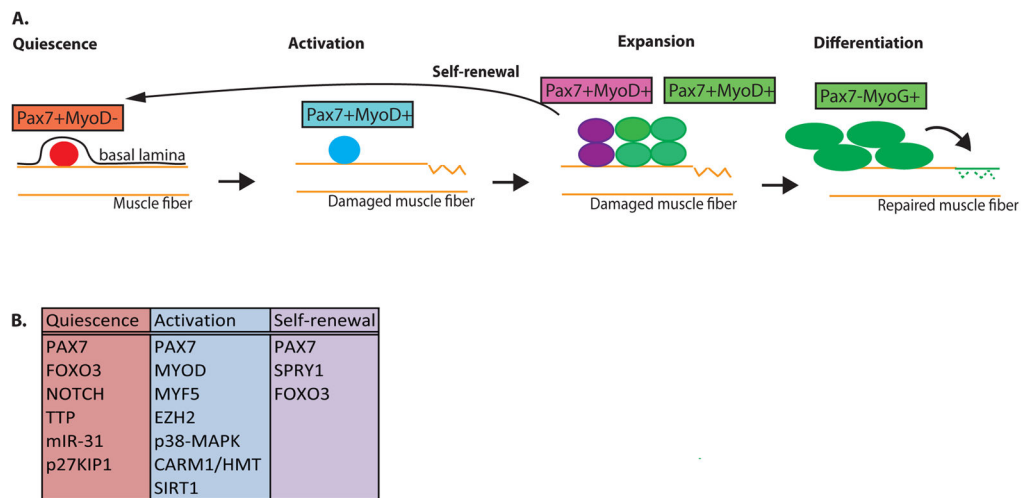 A.
Quiescence
Activation
Expansion
Differentiation
Self-renewal
Pax7+MyoD-
Pax7+MyoD+
Pax7+MyoD+
Pax7+MyoD+
Pax7-MyoG+
basal lamina
Muscle fiber
Damaged muscle fiber
Damaged muscle fiber
Repaired muscle fiber
B.
Quiescence Activation Self-renewal
PAX7 PAX7 PAX7
FOXO3 MYOD SPRY1
NOTCH MYF5 FOXO3
TTP EZH2
mIR-31 p38-MAPK
p27KIP1 CARM1/HMT
SIRT1